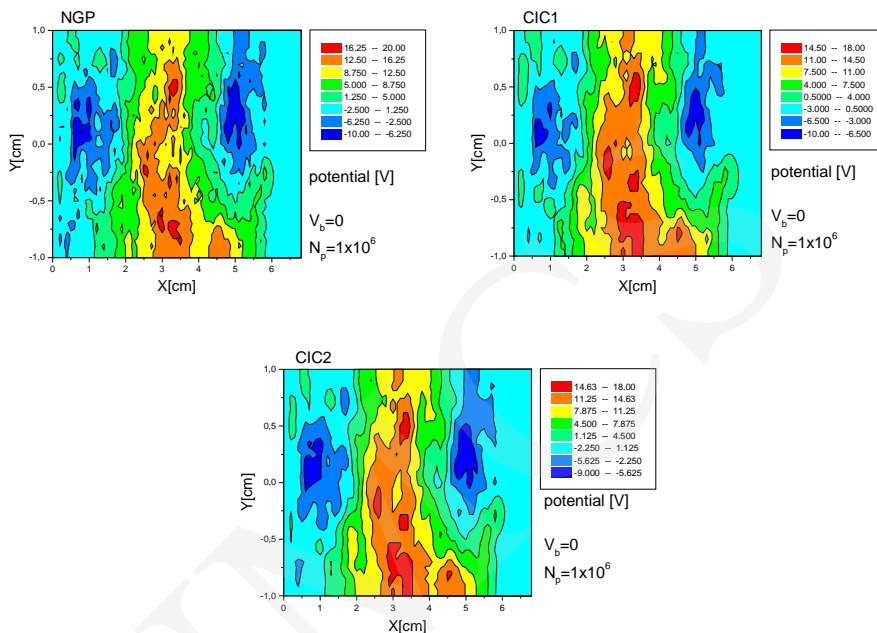 NGP
1,0
0,5
0,0
-0,5
-1,0
Y[cm]
0 1 2 3 4 5 6
X[cm]
16.25 -- 20.00
12.50 -- 16.25
8.750 -- 12.50
5.000 -- 8.750
1.250 -- 5.000
-2.500 -- 1.250
-6.250 -- -2.500
-10.00 -- -6.250
potential [V]
V_b=0
N_p=1x10^6
CIC1
1,0
0,5
0,0
-0,5
-1,0
Y[cm]
0 1 2 3 4 5 6
X[cm]
14.50 -- 18.00
11.00 -- 14.50
7.500 -- 11.00
4.000 -- 7.500
0.5000 -- 4.000
-3.000 -- 0.5000
-6.500 -- -3.000
-10.00 -- -6.500
potential [V]
V_b=0
N_p=1x10^6
CIC2
1,0
0,5
0,0
-0,5
-1,0
Y[cm]
0 1 2 3 4 5 6
X[cm]
14.63 -- 18.00
11.25 -- 14.63
7.875 -- 11.25
4.500 -- 7.875
1.125 -- 4.500
-2.250 -- 1.125
-5.625 -- -2.250
-9.000 -- -5.625
potential [V]
V_b=0
N_p=1x10^6